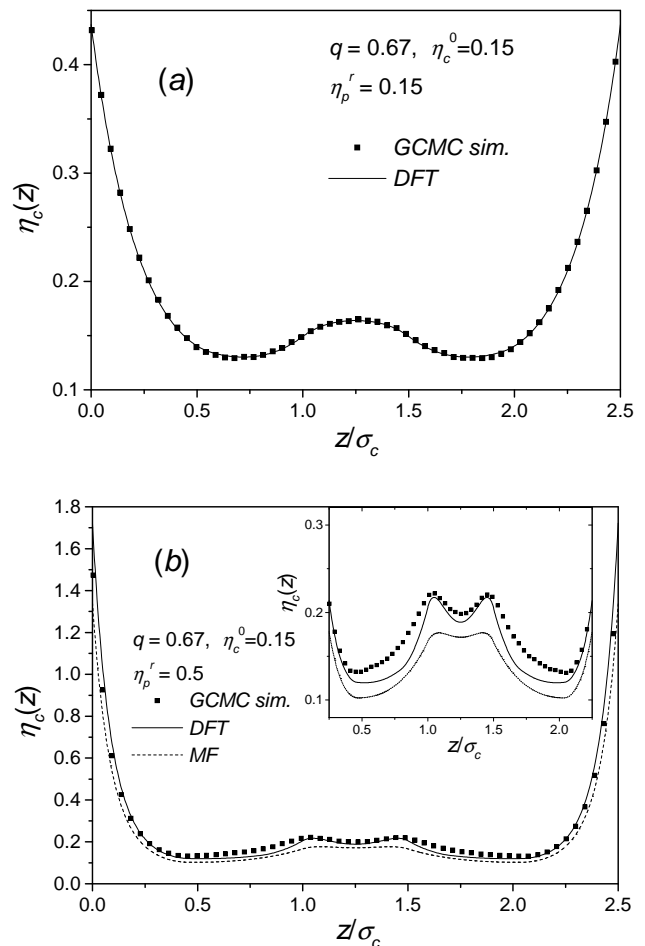 (a)
q = 0.67, η_c^0=0.15
η_p^r = 0.15
GCMC sim.
DFT
η_c(z)
0.4
0.3
0.2
0.1
0.0 0.5 1.0 1.5 2.0 2.5
z/σ_c
(b)
q = 0.67, η_c^0=0.15
η_p^r = 0.5
GCMC sim.
DFT
MF
η_c(z)
1.8
1.6
1.4
1.2
1.0
0.8
0.6
0.4
0.2
0.0
0.0 0.5 1.0 1.5 2.0 2.5
z/σ_c
η_c(z)
0.3
0.2
0.1
0.5 1.0 1.5 2.0
z/σ_c